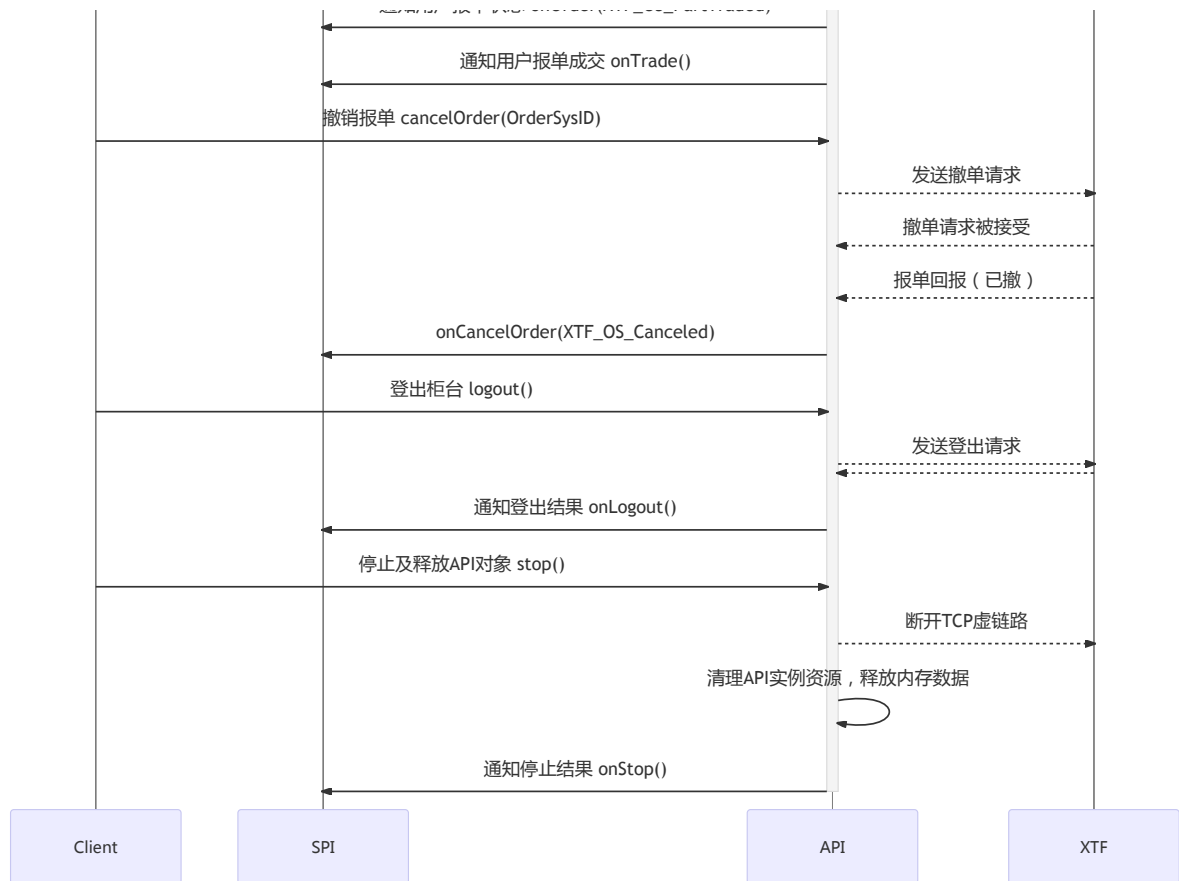 通知用户报单成交 onTrade()
撤销报单 cancelOrder(OrderSysID)
发送撤单请求
撤单请求被接受
报单回报（已撤）
onCancelOrder(XTF_OS_Canceled)
登出柜台 logout()
发送登出请求
通知登出结果 onLogout()
停止及释放API对象 stop()
断开TCP虚链路
清理API实例资源，释放内存数据
通知停止结果 onStop()
Client
SPI
API
XTF